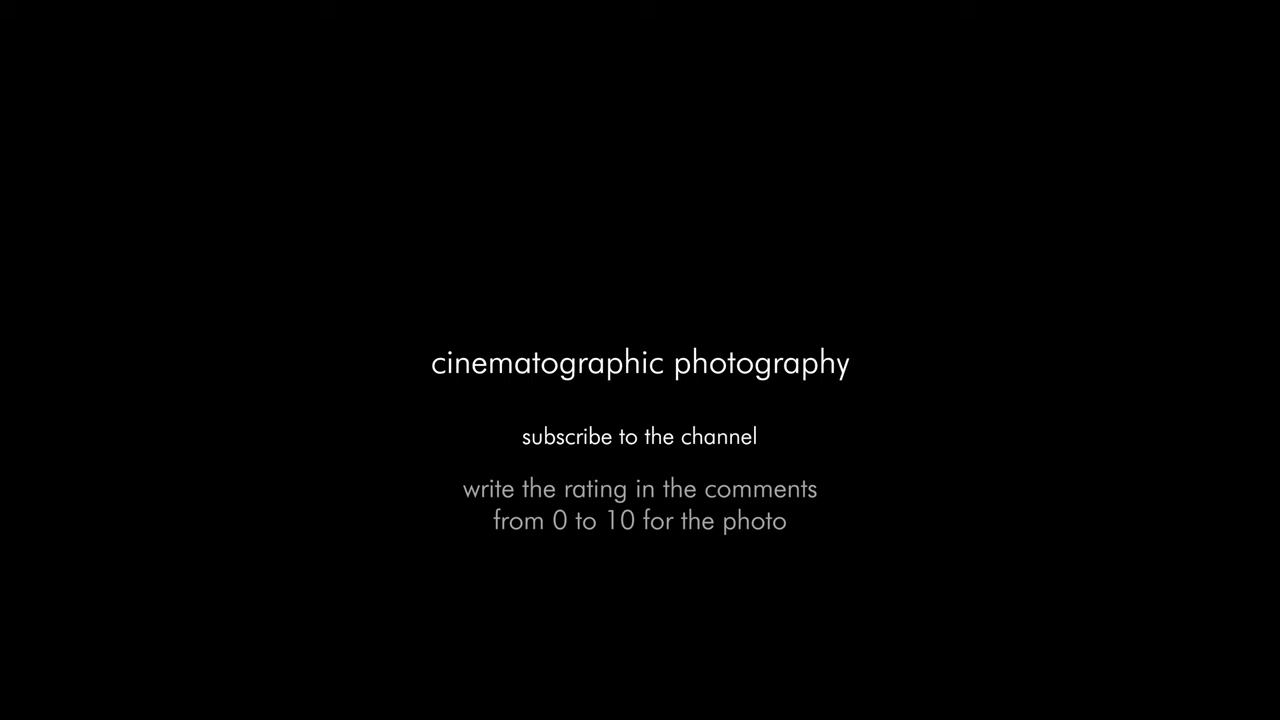 cinematographic photography
subscribe to the channel
write the rating in the comments
from 0 to 10 for the photo